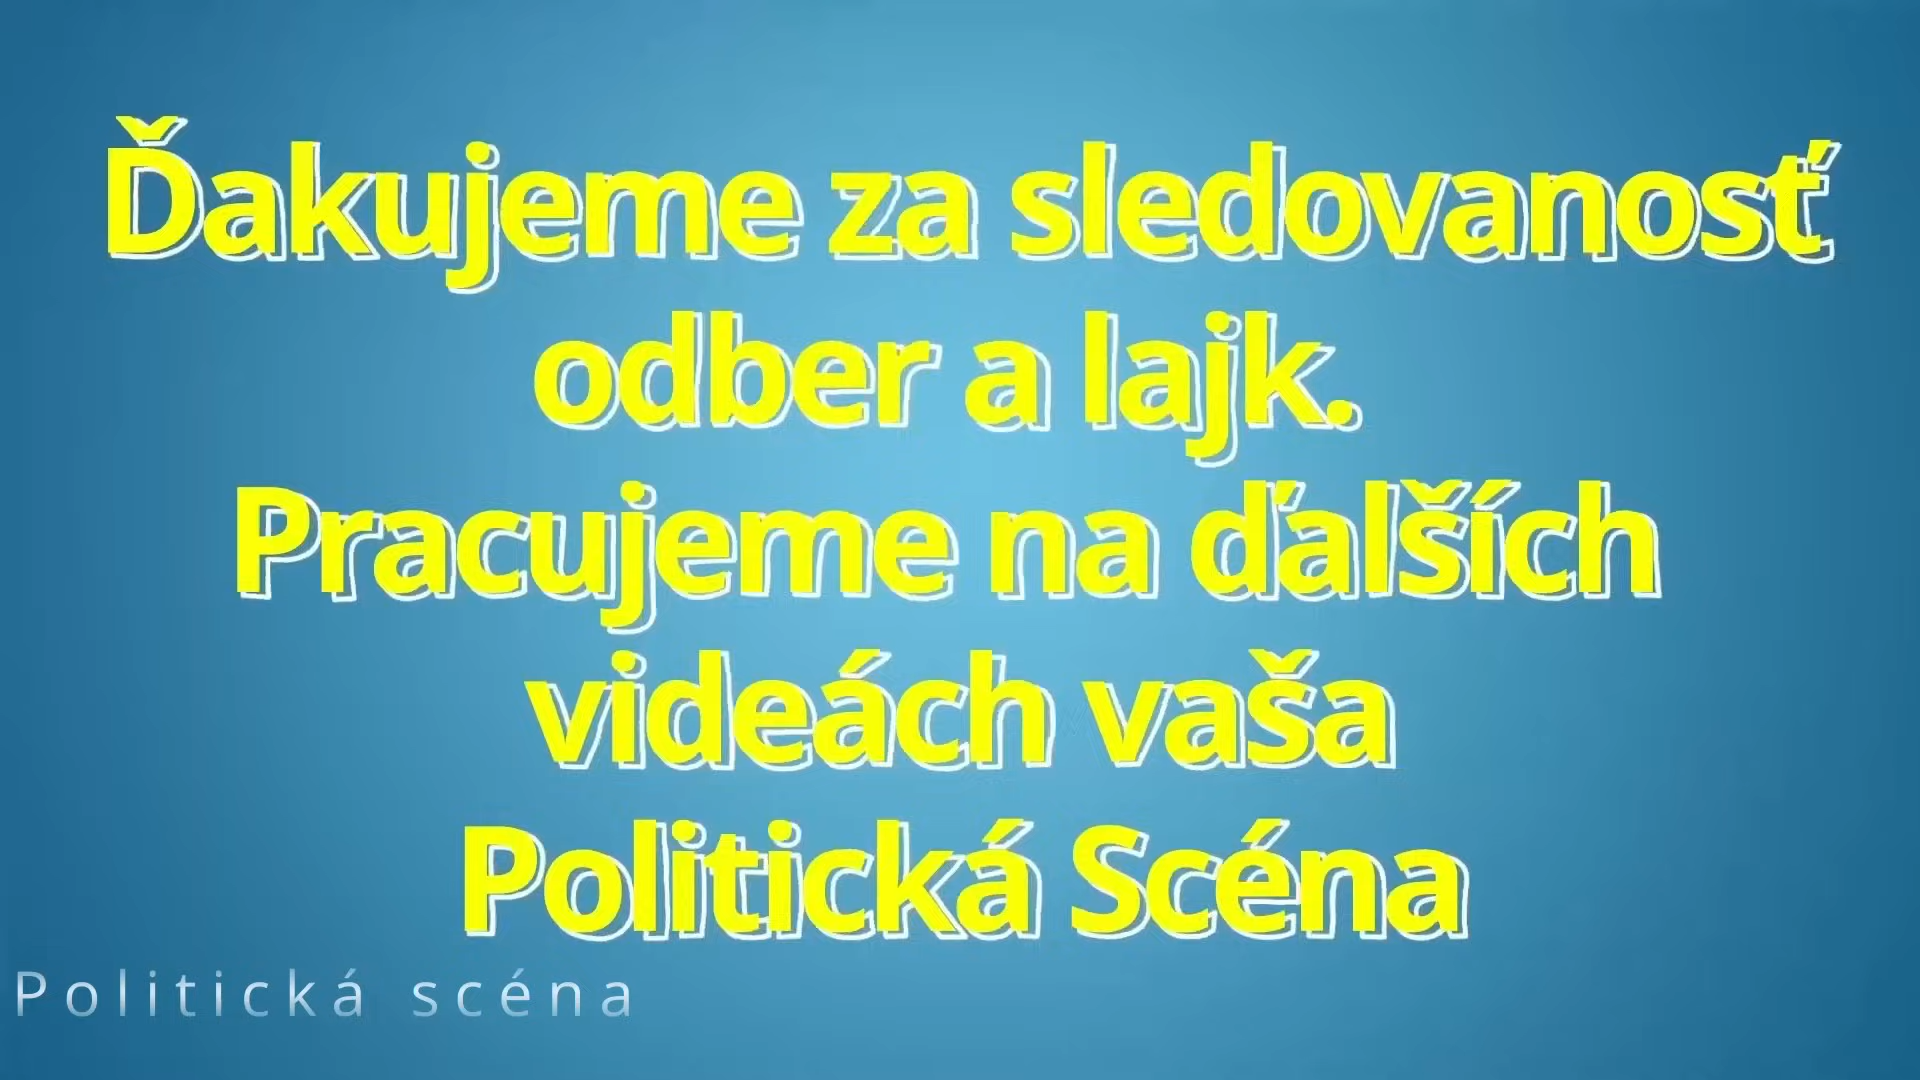 Ďakujeme za sledovanosť
odber a lajk.
Pracujeme na ďalších
videách vaša
Politická Scéna
Politická scéna